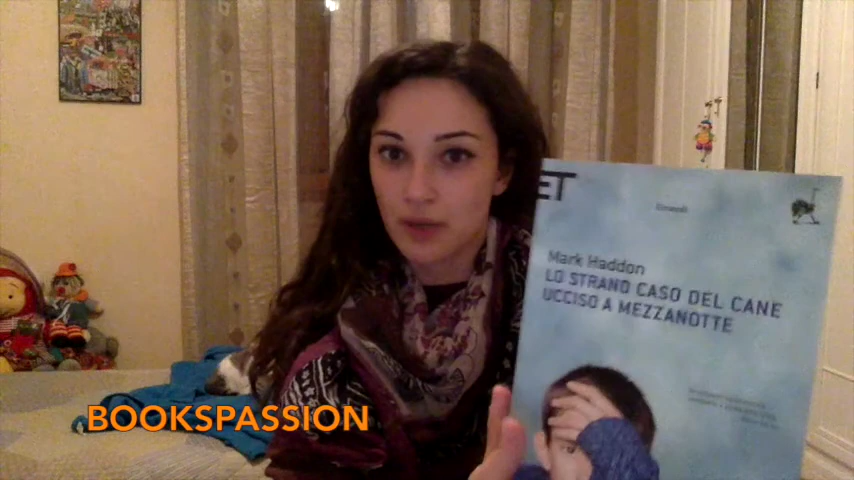 ET
Einaudi
Mark Haddon
LO STRANO CASO DEL CANE
UCCISO A MEZZANOTTE
BOOKSPASSION